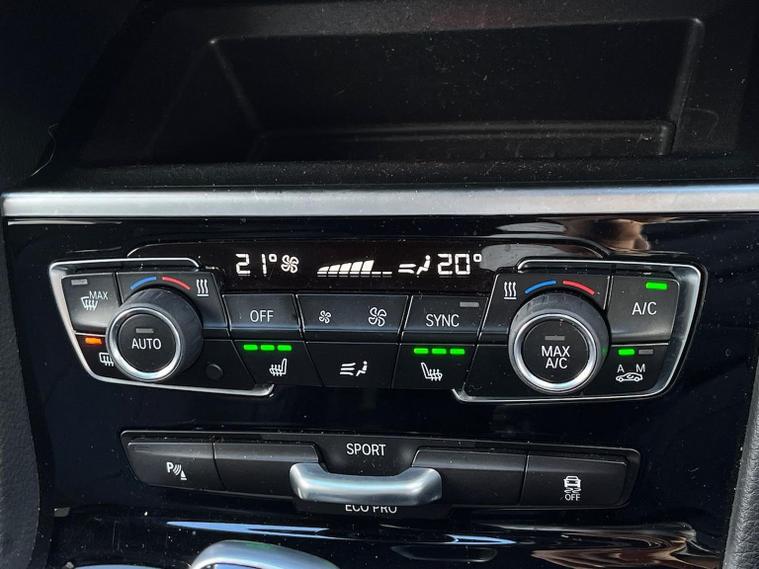 21° 20°
MAX
A/C
OFF
SYNC
AUTO
MAX
A/C
A M
SPORT
P
OFF
ECO PRO